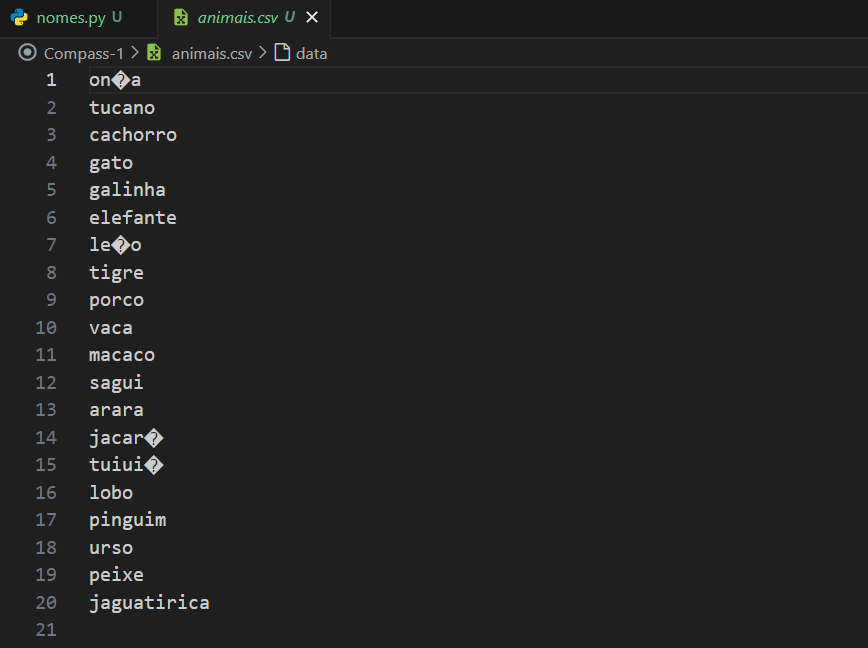 nomes.py U animais.csv U
Compass-1 > animais.csv > data
1 on�a
2 tucano
3 cachorro
4 gato
5 galinha
6 elefante
7 le�o
8 tigre
9 porco
10 vaca
11 macaco
12 sagui
13 arara
14 jacar�
15 tuiui�
16 lobo
17 pinguim
18 urso
19 peixe
20 jaguatirica
21